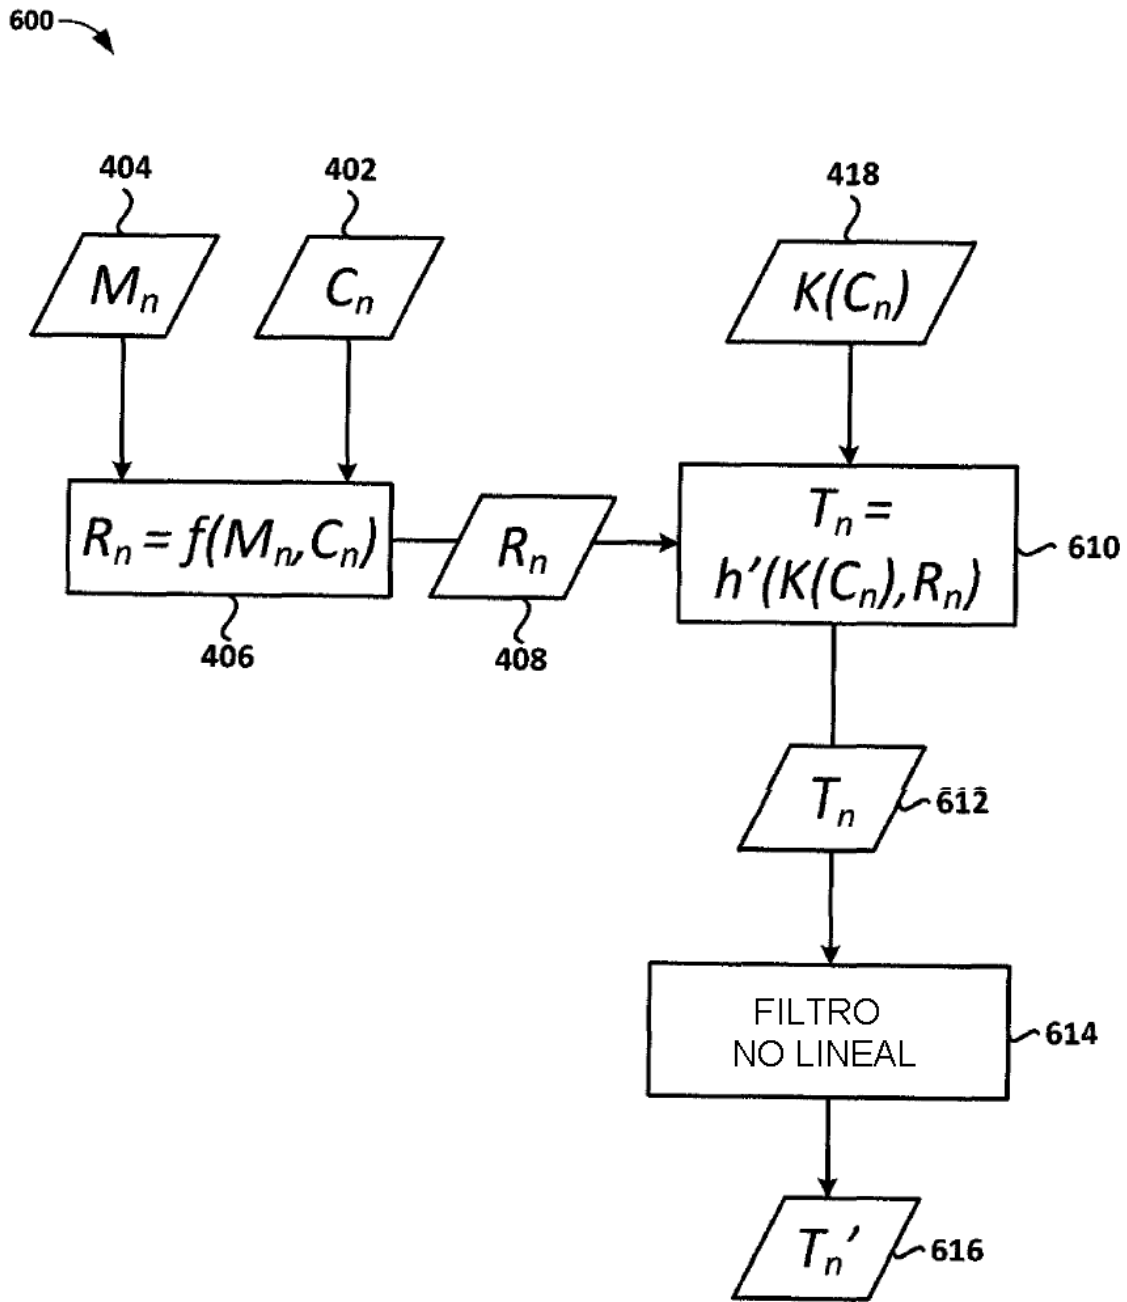 600
404
402
418
Mn
Cn
K(Cn)
Rn = f(Mn,Cn)
Rn
Tn =
h'(K(Cn),Rn)
610
406
408
Tn
612
FILTRO
NO LINEAL
614
Tn'
616